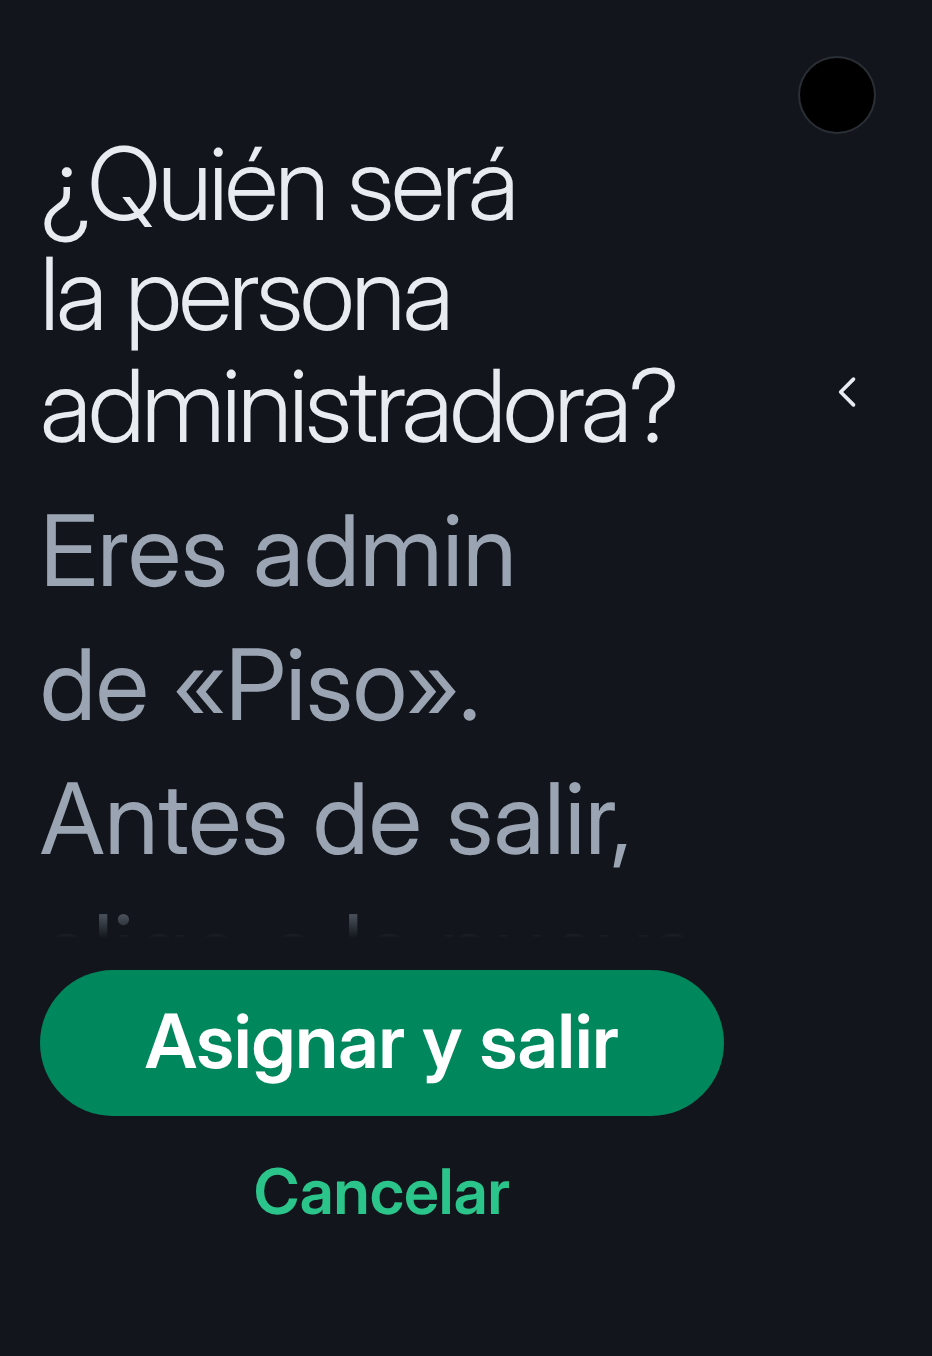 ¿Quién será
la persona
administradora?
Eres admin
de «Piso».
Antes de salir,
Asignar y salir
Cancelar